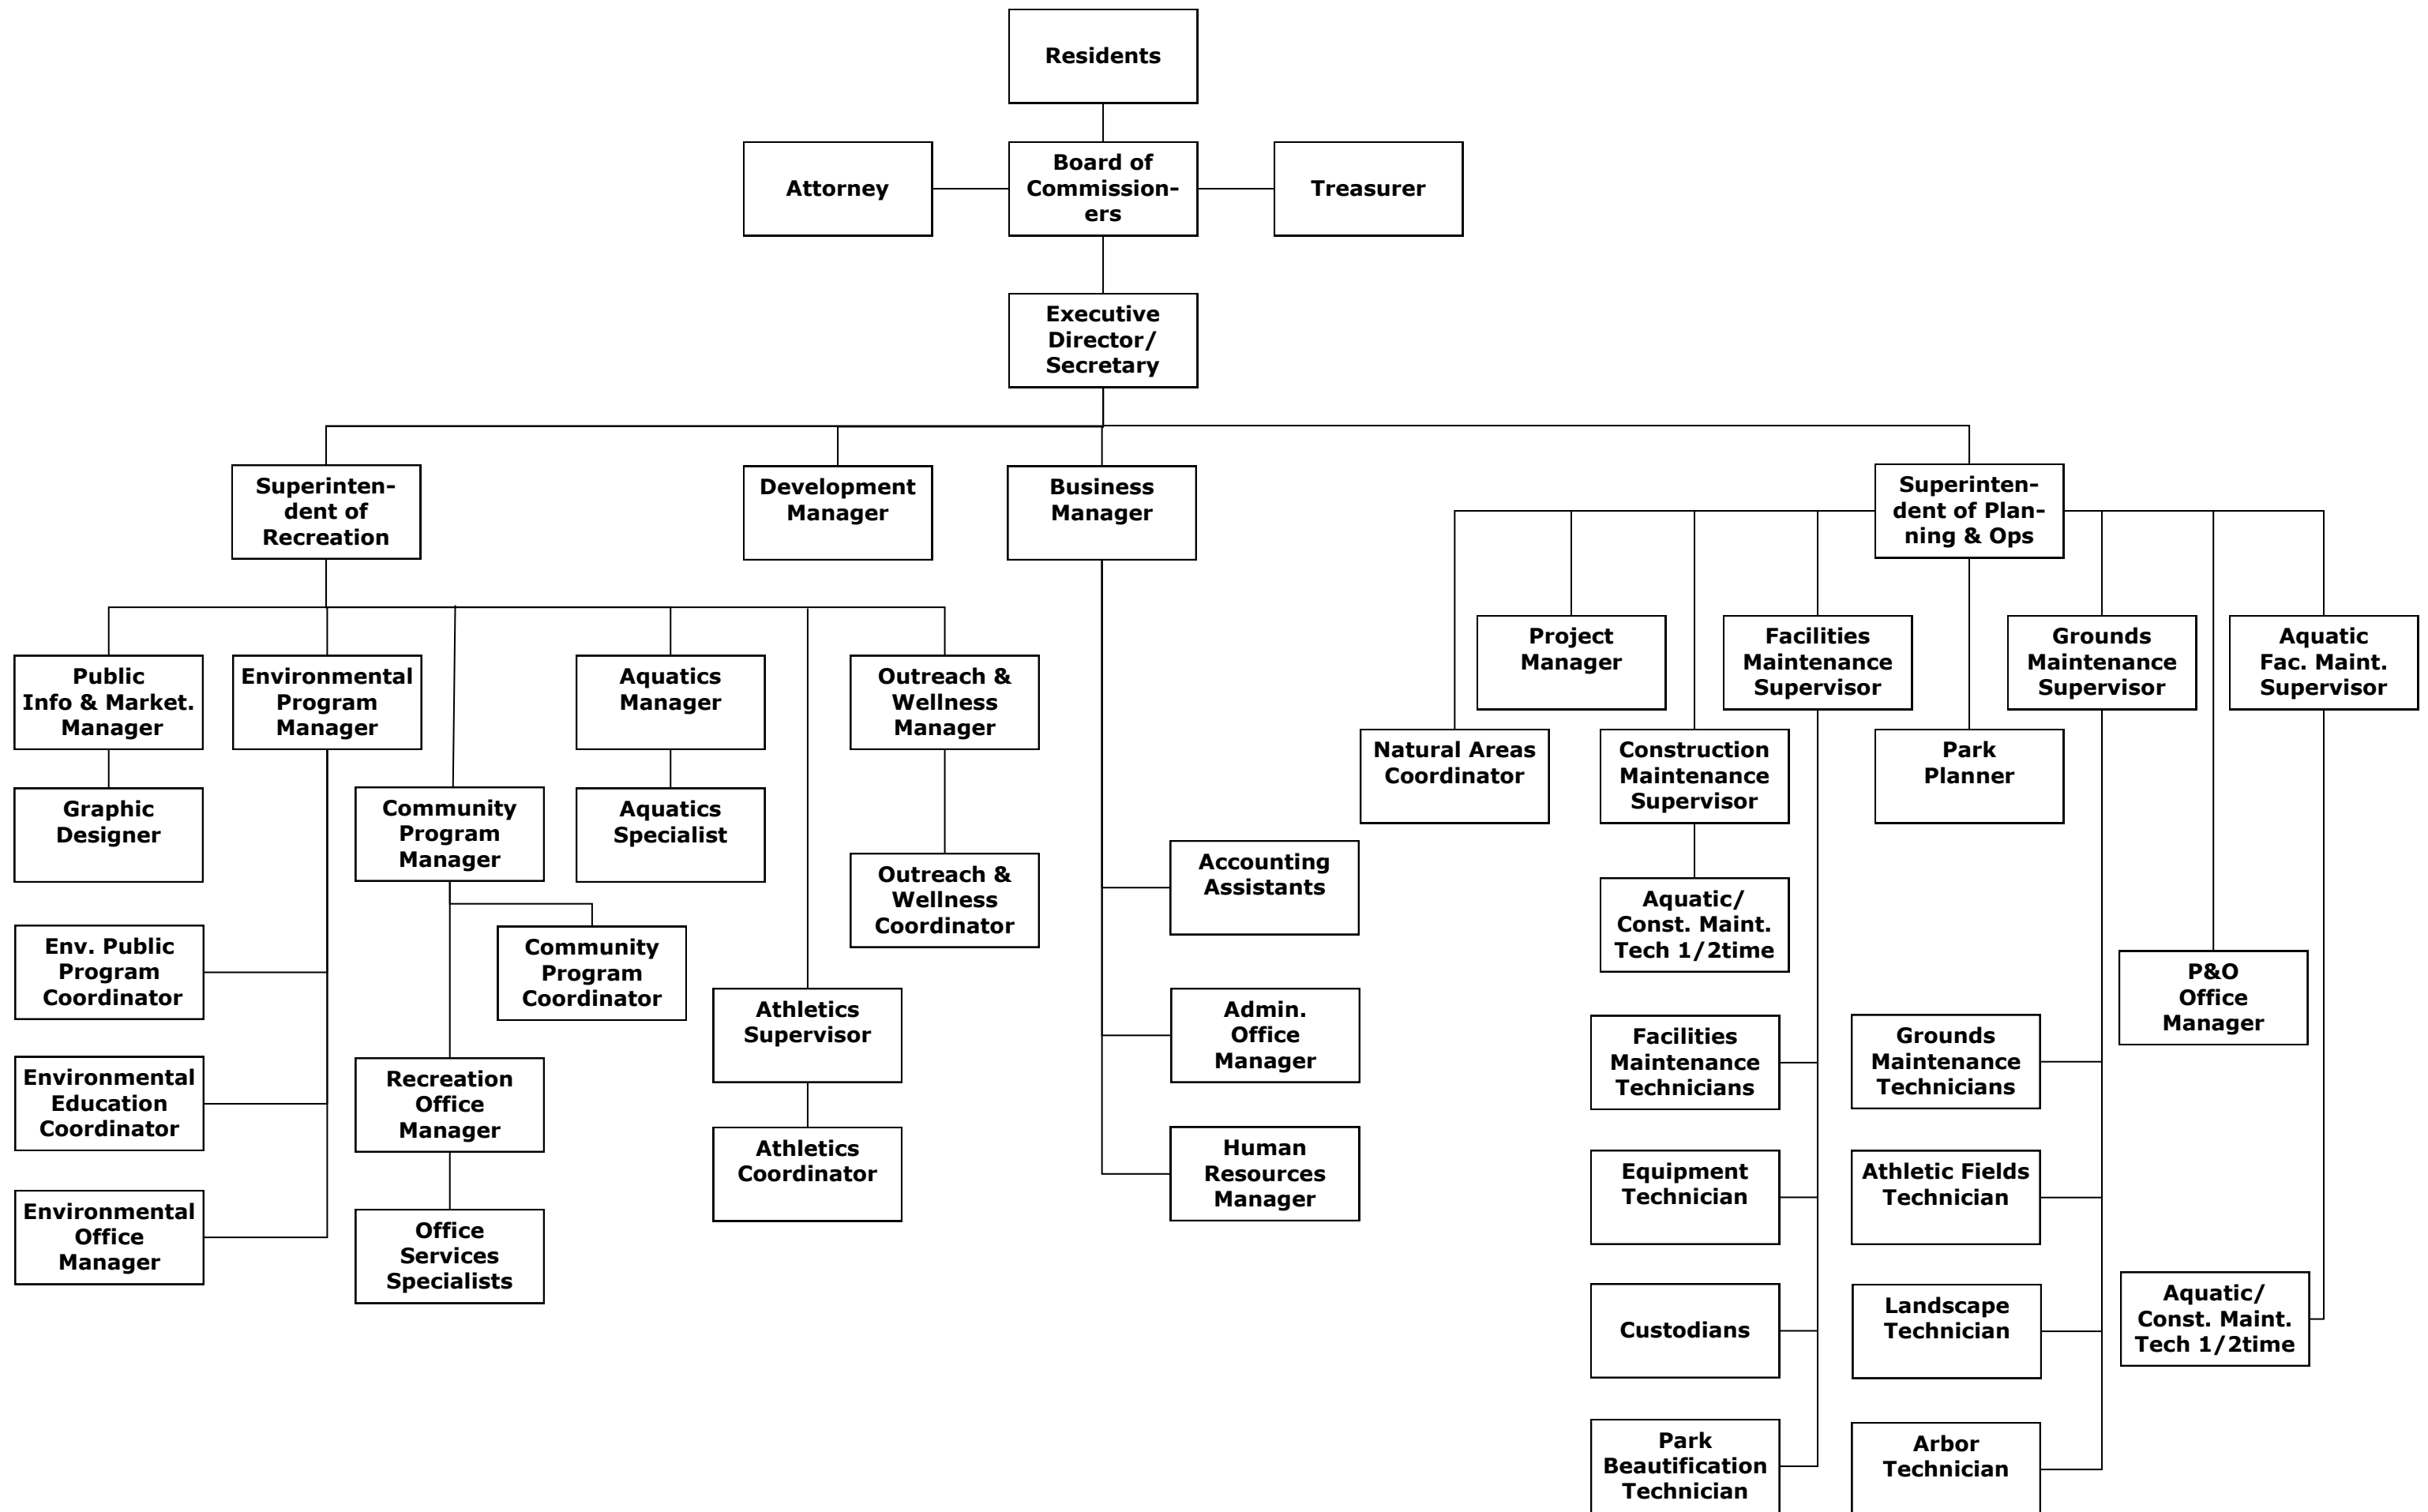 Residents
Attorney
Board of
Commission-
ers
Treasurer
Executive
Director/
Secretary
Superinten-
dent of
Recreation
Development
Manager
Business
Manager
Superinten-
dent of Plan-
ning & Ops
Project
Manager
Facilities
Maintenance
Supervisor
Grounds
Maintenance
Supervisor
Aquatic
Fac. Maint.
Supervisor
Public
Info & Market.
Manager
Environmental
Program
Manager
Aquatics
Manager
Outreach &
Wellness
Manager
Natural Areas
Coordinator
Construction
Maintenance
Supervisor
Park
Planner
Graphic
Designer
Community
Program
Manager
Aquatics
Specialist
Outreach &
Wellness
Coordinator
Accounting
Assistants
Aquatic/
Const. Maint.
Tech 1/2time
Env. Public
Program
Coordinator
Community
Program
Coordinator
P&O
Office
Manager
Athletics
Supervisor
Admin.
Office
Manager
Facilities
Maintenance
Technicians
Grounds
Maintenance
Technicians
Environmental
Education
Coordinator
Recreation
Office
Manager
Athletics
Coordinator
Human
Resources
Manager
Equipment
Technician
Athletic Fields
Technician
Environmental
Office
Manager
Office
Services
Specialists
Custodians
Landscape
Technician
Aquatic/
Const. Maint.
Tech 1/2time
Park
Beautification
Technician
Arbor
Technician